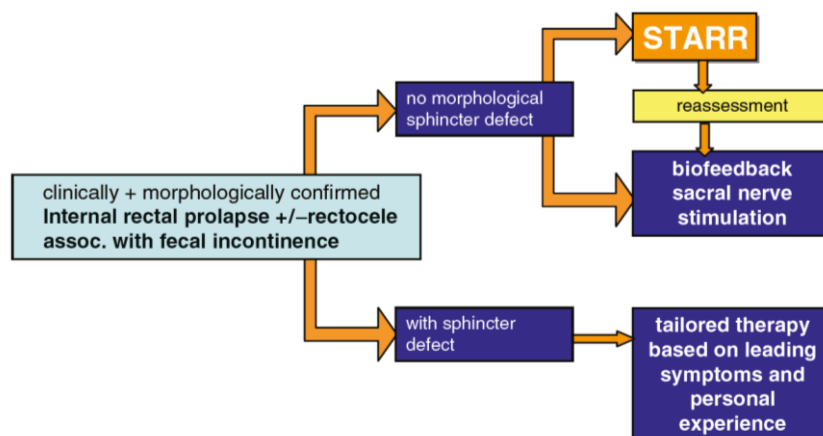 STARR
no morphological
sphincter defect
reassessment
clinically + morphologically confirmed
Internal rectal prolapse +/–rectocele
assoc. with fecal incontinence
biofeedback
sacral nerve
stimulation
with sphincter
defect
tailored therapy
based on leading
symptoms and
personal
experience